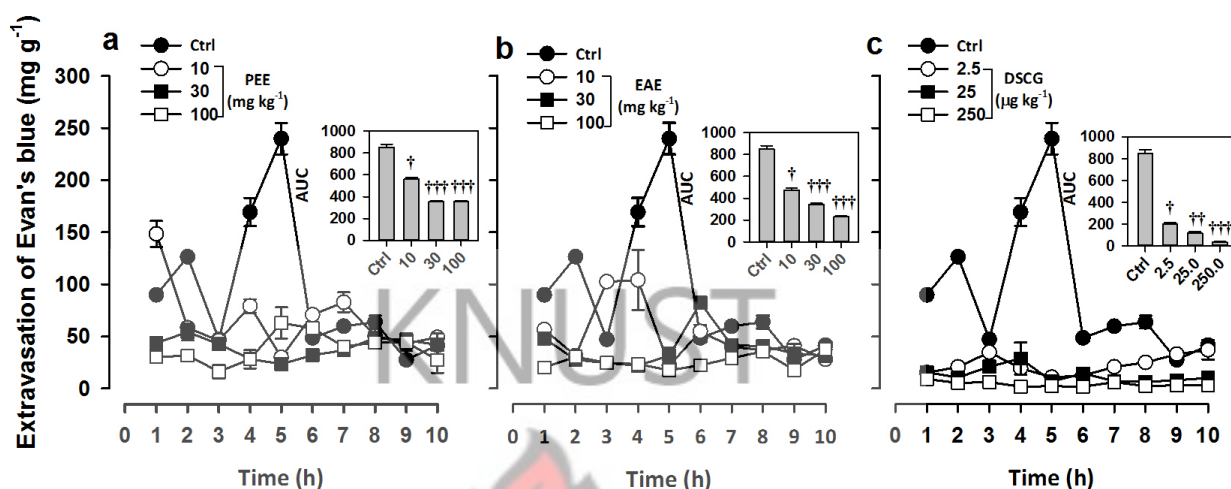 Extravasation of Evan's blue (mg g⁻¹)
a
Ctrl
10
30
100
PEE
(mg kg⁻¹)
300
250
200
150
100
50
0
1000
800
600
400
200
0
AUC
† ††† †††
Ctrl 10 30 100
0 1 2 3 4 5 6 7 8 9 10
Time (h)
b
Ctrl
10
30
100
EAE
(mg kg⁻¹)
1000
800
600
400
200
0
AUC
† ††† †††
Ctrl 10 30 100
0 1 2 3 4 5 6 7 8 9 10
Time (h)
c
Ctrl
2.5
25
250
DSCG
(µg kg⁻¹)
1000
800
600
400
200
0
AUC
† †† †††
Ctrl 2.5 25.0 250.0
0 1 2 3 4 5 6 7 8 9 10
Time (h)
KNUST